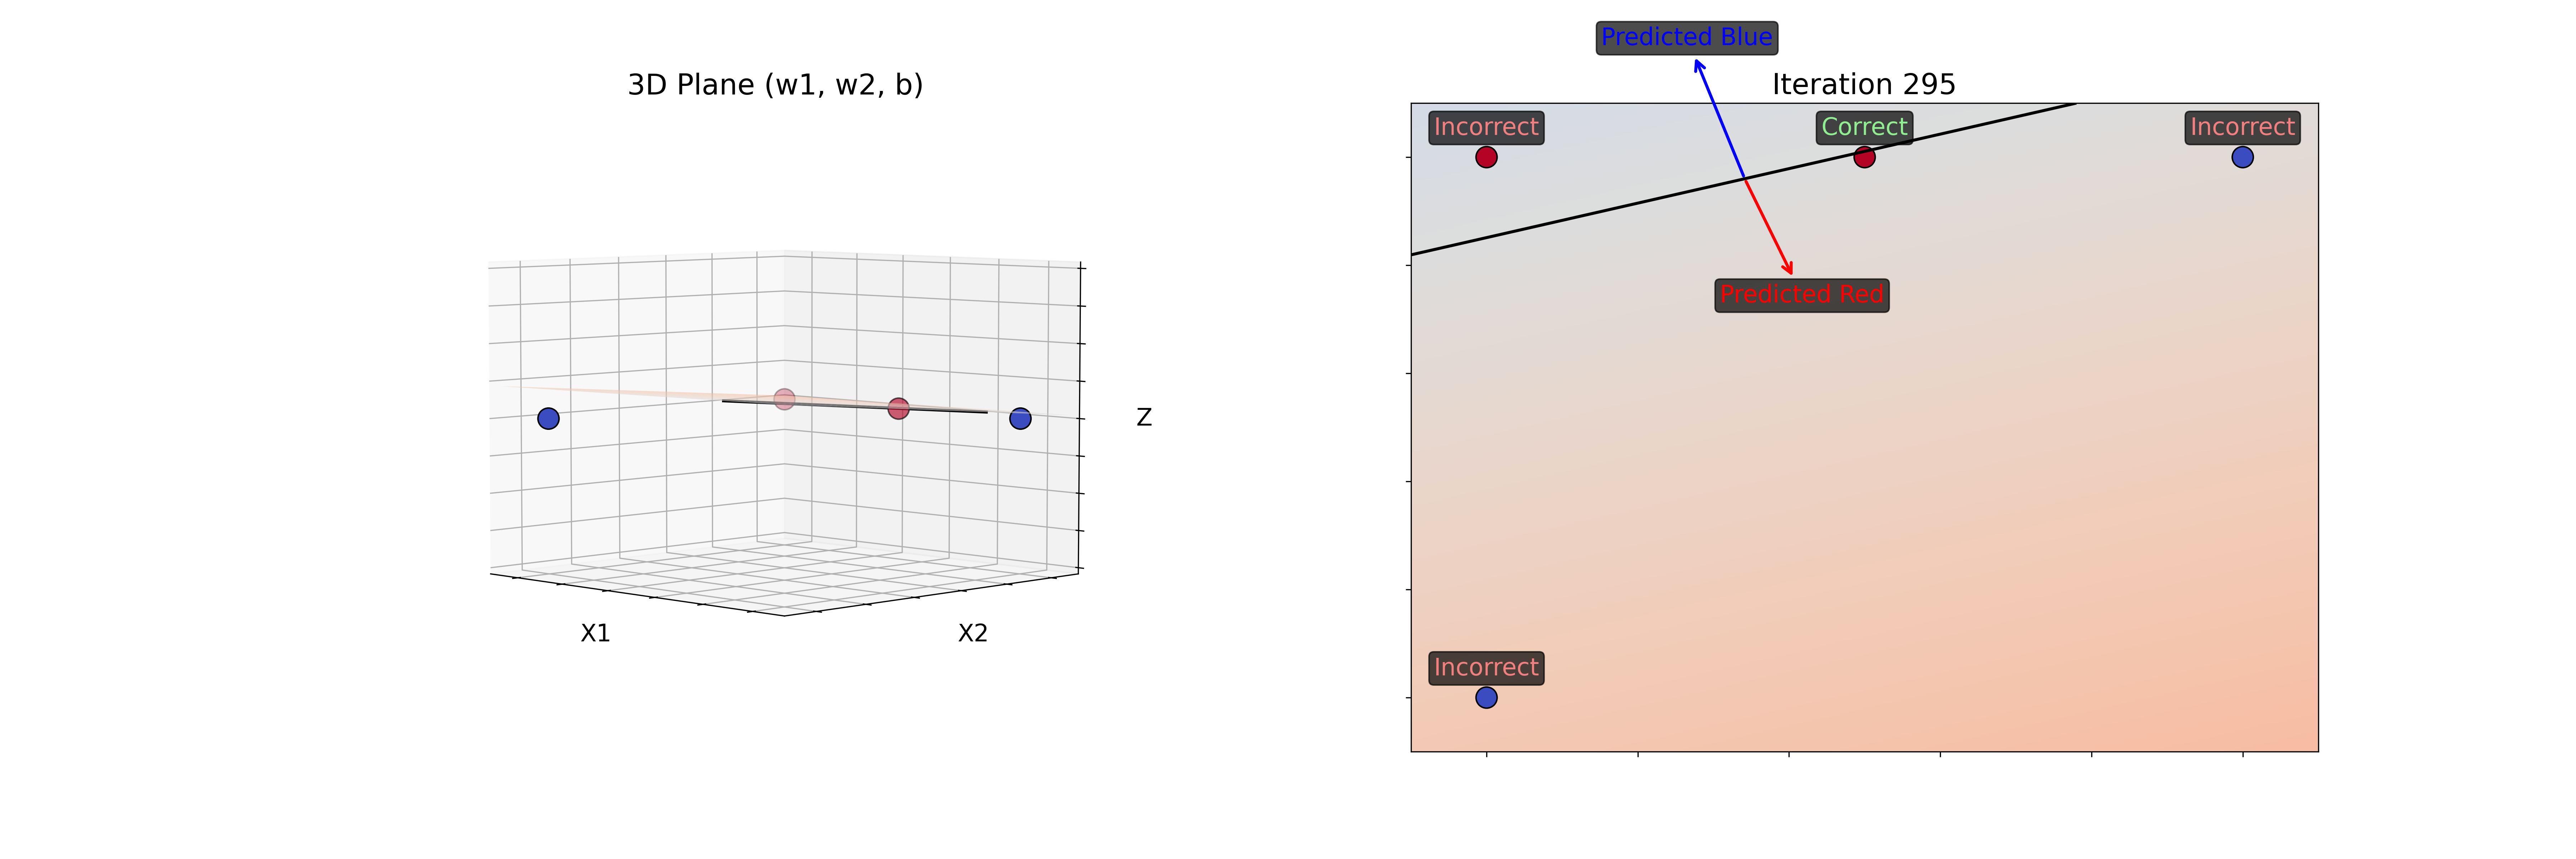 3D Plane (w1, w2, b)
Z
X1
X2
Predicted Blue
Iteration 295
Incorrect
Correct
Incorrect
Predicted Red
Incorrect